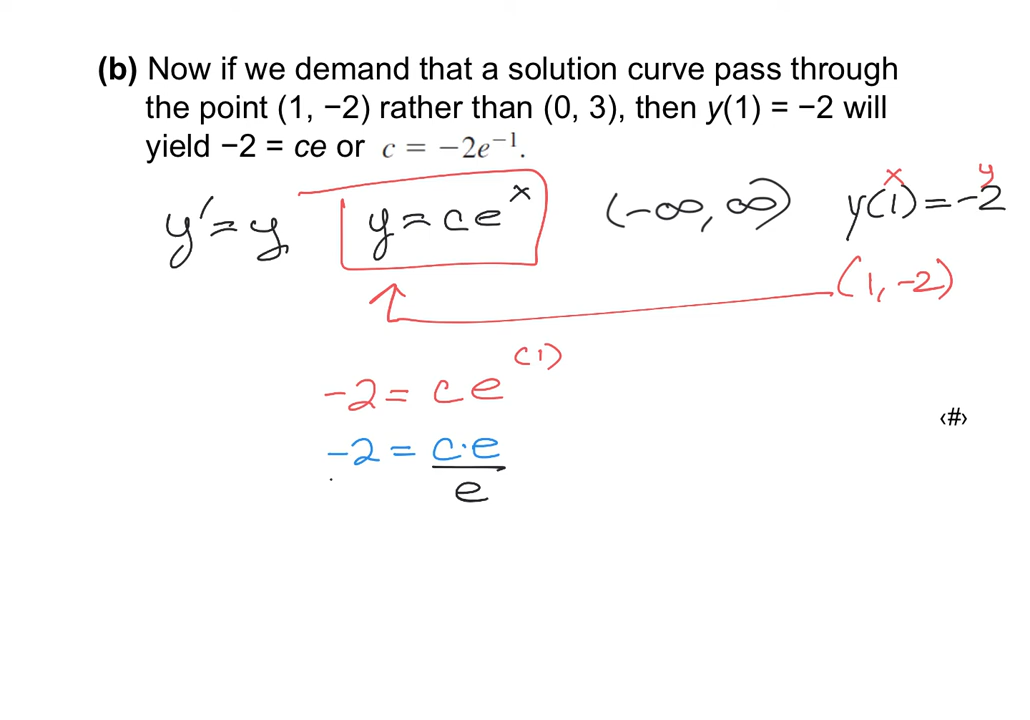 (b) Now if we demand that a solution curve pass through
the point (1, −2) rather than (0, 3), then y(1) = −2 will
yield −2 = ce or c = −2e⁻¹.
x y
y′ = y y = ce^x (−∞, ∞) y(1) = −2
(1, −2)
−2 = ce^(1)
‹#›
−2 = c·e
e